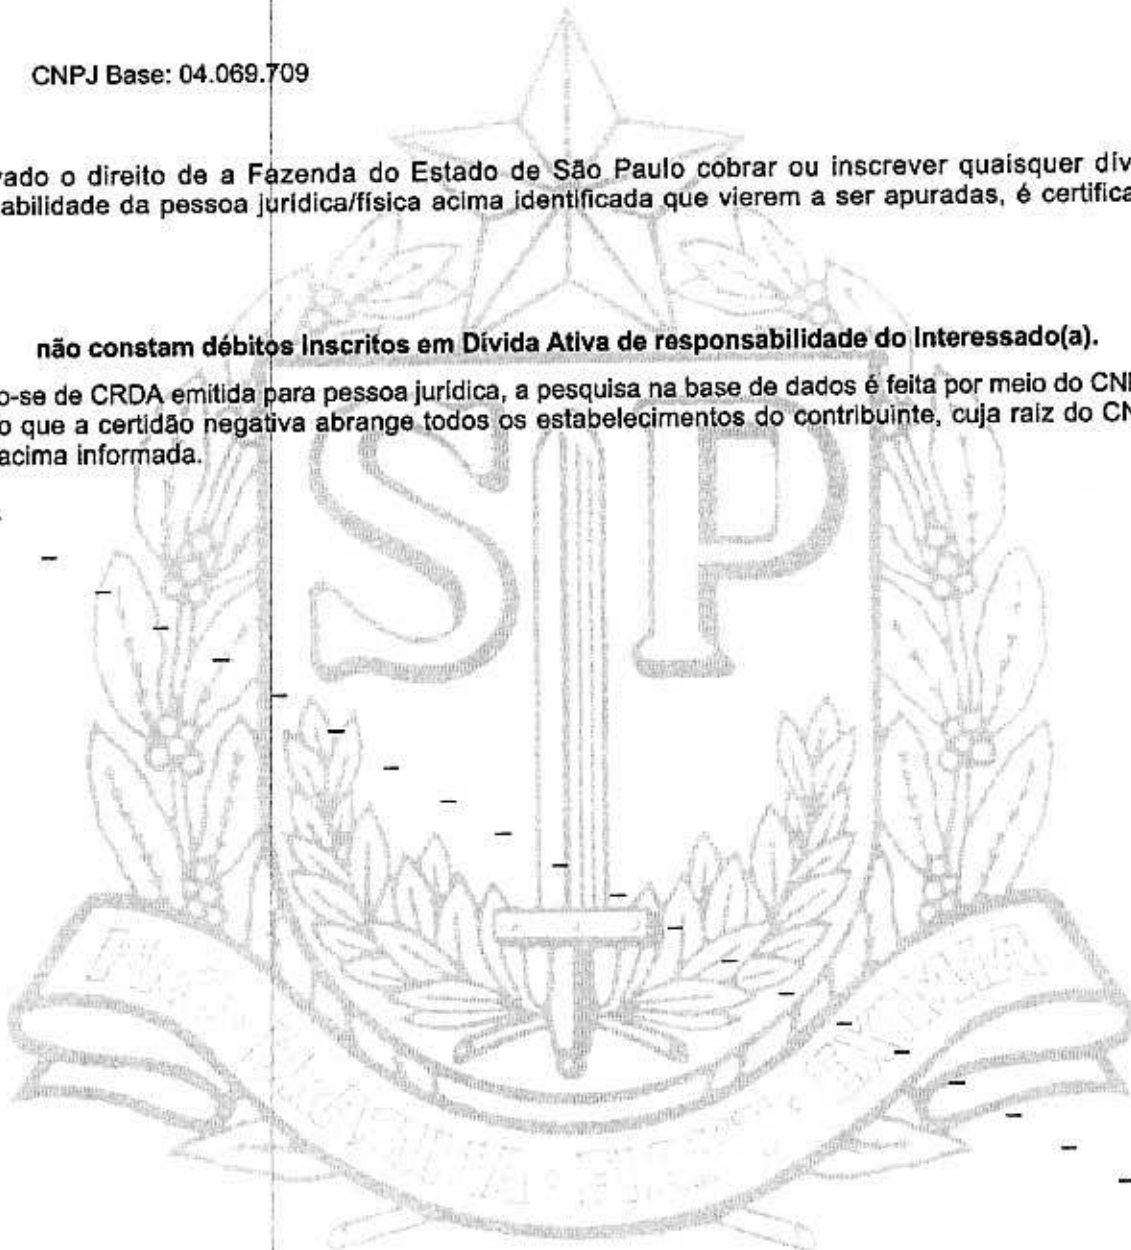 CNPJ Base: 04.069.709
vado o direito de a Fazenda do Estado de São Paulo cobrar ou inscrever quaisquer dív
abilidade da pessoa jurídica/física acima identificada que vierem a ser apuradas, é certifica
não constam débitos Inscritos em Dívida Ativa de responsabilidade do Interessado(a).
o-se de CRDA emitida para pessoa jurídica, a pesquisa na base de dados é feita por meio do CN
o que a certidão negativa abrange todos os estabelecimentos do contribuinte, cuja raiz do CN
acima informada.
SP